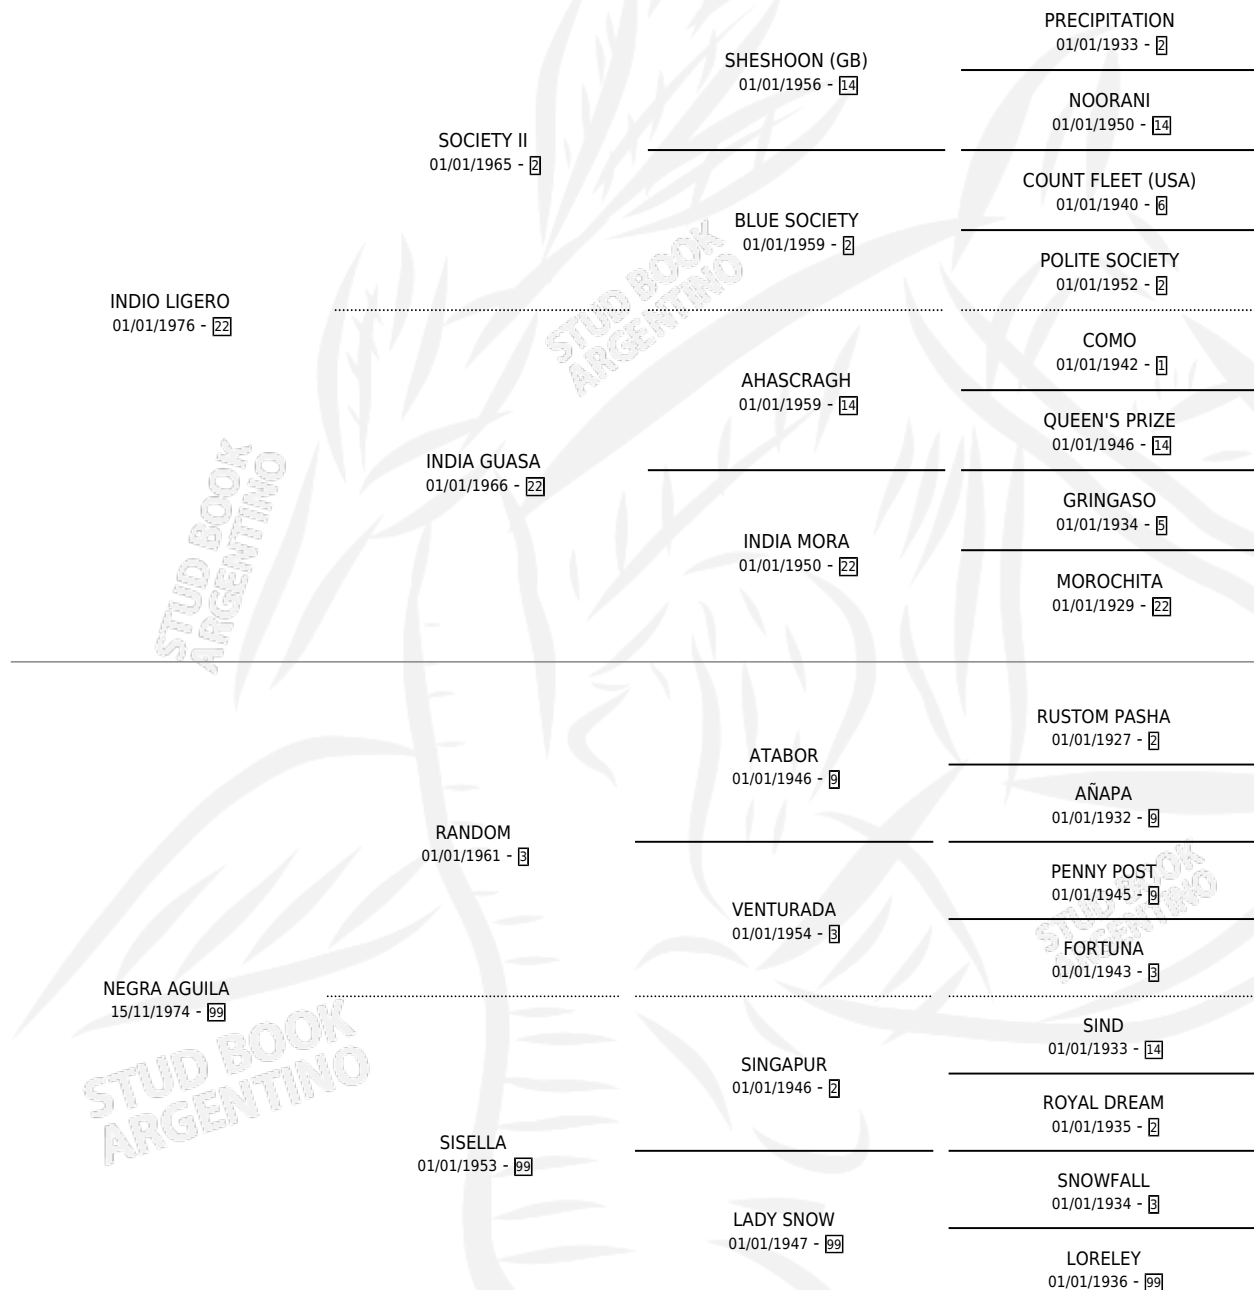 PRECIPITATION
01/01/1933 - 2
SHESHOON (GB)
01/01/1956 - 14
NOORANI
01/01/1950 - 14
SOCIETY II
01/01/1965 - 2
COUNT FLEET (USA)
01/01/1940 - 6
BLUE SOCIETY
01/01/1959 - 2
POLITE SOCIETY
01/01/1952 - 2
INDIO LIGERO
01/01/1976 - 22
COMO
01/01/1942 - 1
AHASCRAGH
01/01/1959 - 14
QUEEN'S PRIZE
01/01/1946 - 14
INDIA GUASA
01/01/1966 - 22
GRINGASO
01/01/1934 - 5
INDIA MORA
01/01/1950 - 22
MOROCHITA
01/01/1929 - 22
STUD BOOK
ARGENTINO
STUD BOOK
ARGENTINO
RUSTOM PASHA
01/01/1927 - 2
ATABOR
01/01/1946 - 9
AÑAPA
01/01/1932 - 9
RANDOM
01/01/1961 - 3
PENNY POST
01/01/1945 - 9
VENTURADA
01/01/1954 - 3
FORTUNA
01/01/1943 - 3
STUD BOOK
ARGENTINO
NEGRA AGUILA
15/11/1974 - 99
SIND
01/01/1933 - 14
SINGAPUR
01/01/1946 - 2
ROYAL DREAM
01/01/1935 - 2
SISELLA
01/01/1953 - 99
SNOWFALL
01/01/1934 - 3
LADY SNOW
01/01/1947 - 99
LORELEY
01/01/1936 - 99
STUD BOOK
ARGENTINO